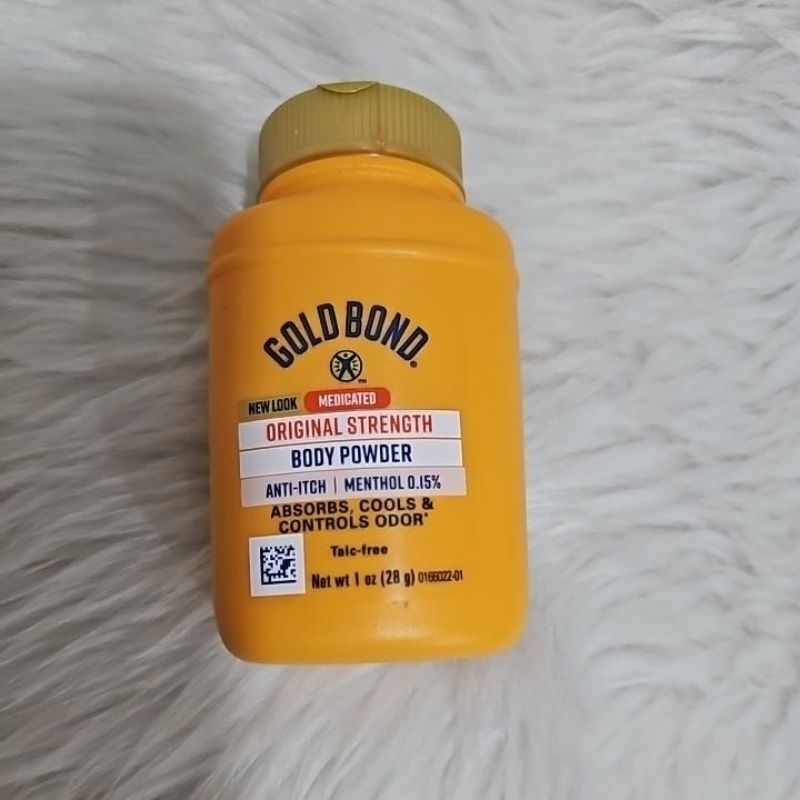 GOLD BOND®
TM
NEW LOOK MEDICATED
ORIGINAL STRENGTH
BODY POWDER
ANTI-ITCH | MENTHOL 0.15%
ABSORBS, COOLS &
CONTROLS ODOR*
Talc-free
Net wt 1 oz (28 g) 0166022-01